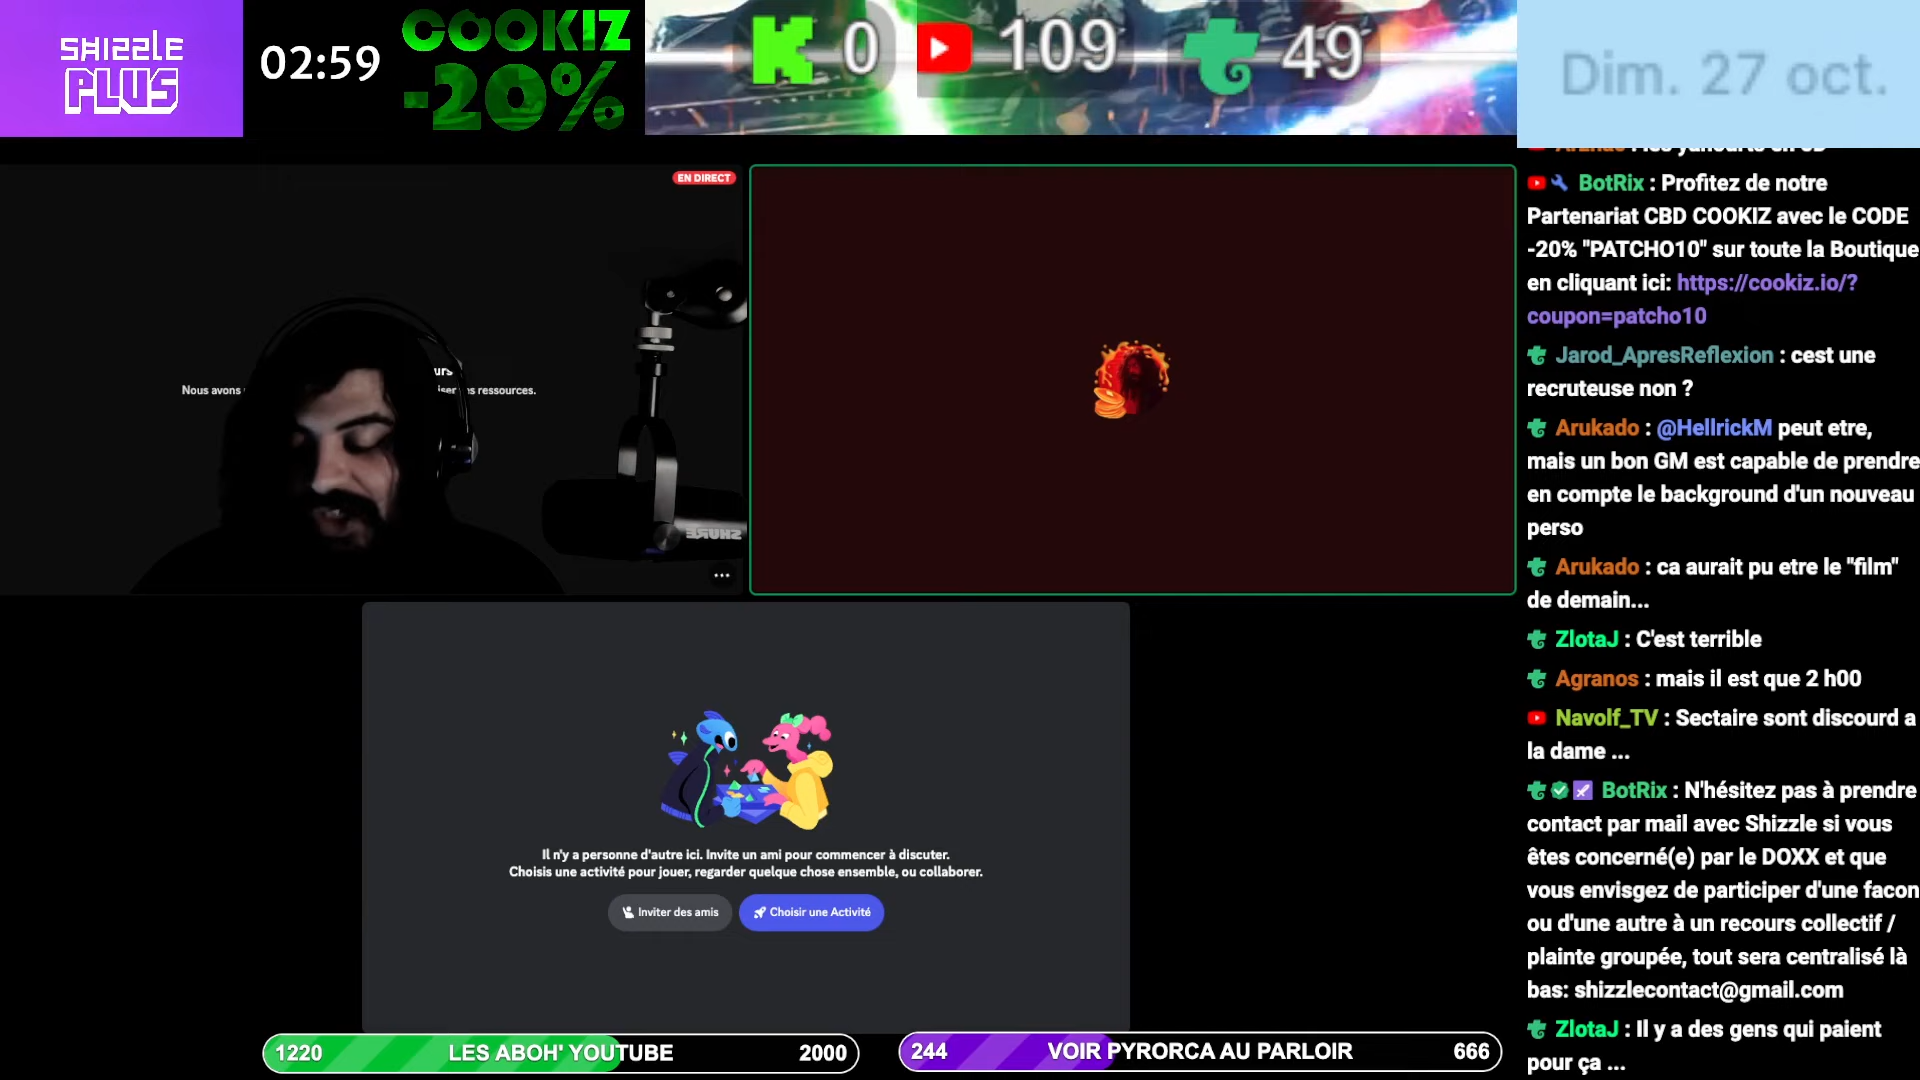 SHIZZLE
PLUS
02:59
COOKIZ
-20%
0
109
49
Dim. 27 oct.
BotRix : Profitez de notre
Partenariat CBD COOKIZ avec le CODE
-20% "PATCHO10" sur toute la Boutique
en cliquant ici: https://cookiz.io/?
coupon=patcho10
Jarod_ApresReflexion : cest une
recruteuse non ?
Arukado : @HellrickM peut etre,
mais un bon GM est capable de prendre
en compte le background d'un nouveau
perso
Arukado : ca aurait pu etre le "film"
de demain...
ZlotaJ : C'est terrible
Agranos : mais il est que 2 h00
Navolf_TV : Sectaire sont discourd a
la dame ...
BotRix : N'hésitez pas à prendre
contact par mail avec Shizzle si vous
êtes concerné(e) par le DOXX et que
vous envisgez de participer d'une facon
ou d'une autre à un recours collectif /
plainte groupée, tout sera centralisé là
bas: shizzlecontact@gmail.com
ZlotaJ : Il y a des gens qui paient
pour ça ...
EN DIRECT
urs
Nous avons
ressources.
SHURE
Il n'y a personne d'autre ici. Invite un ami pour commencer à discuter.
Choisis une activité pour jouer, regarder quelque chose ensemble, ou collaborer.
Inviter des amis
Choisir une Activité
1220 LES ABOH' YOUTUBE 2000
244 VOIR PYRORCA AU PARLOIR 666